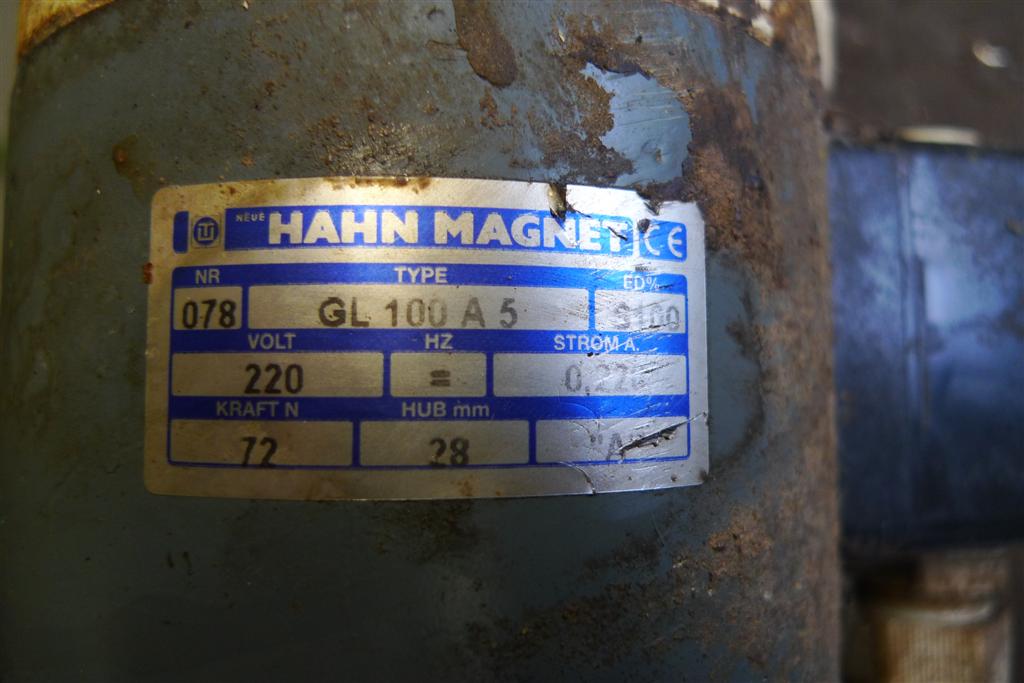 NEUE HAHN MAGNET CE
NR TYPE ED%
078 GL 100 A 5 S100
VOLT HZ STROM A.
220 =
KRAFT N HUB mm
72 28 "A"